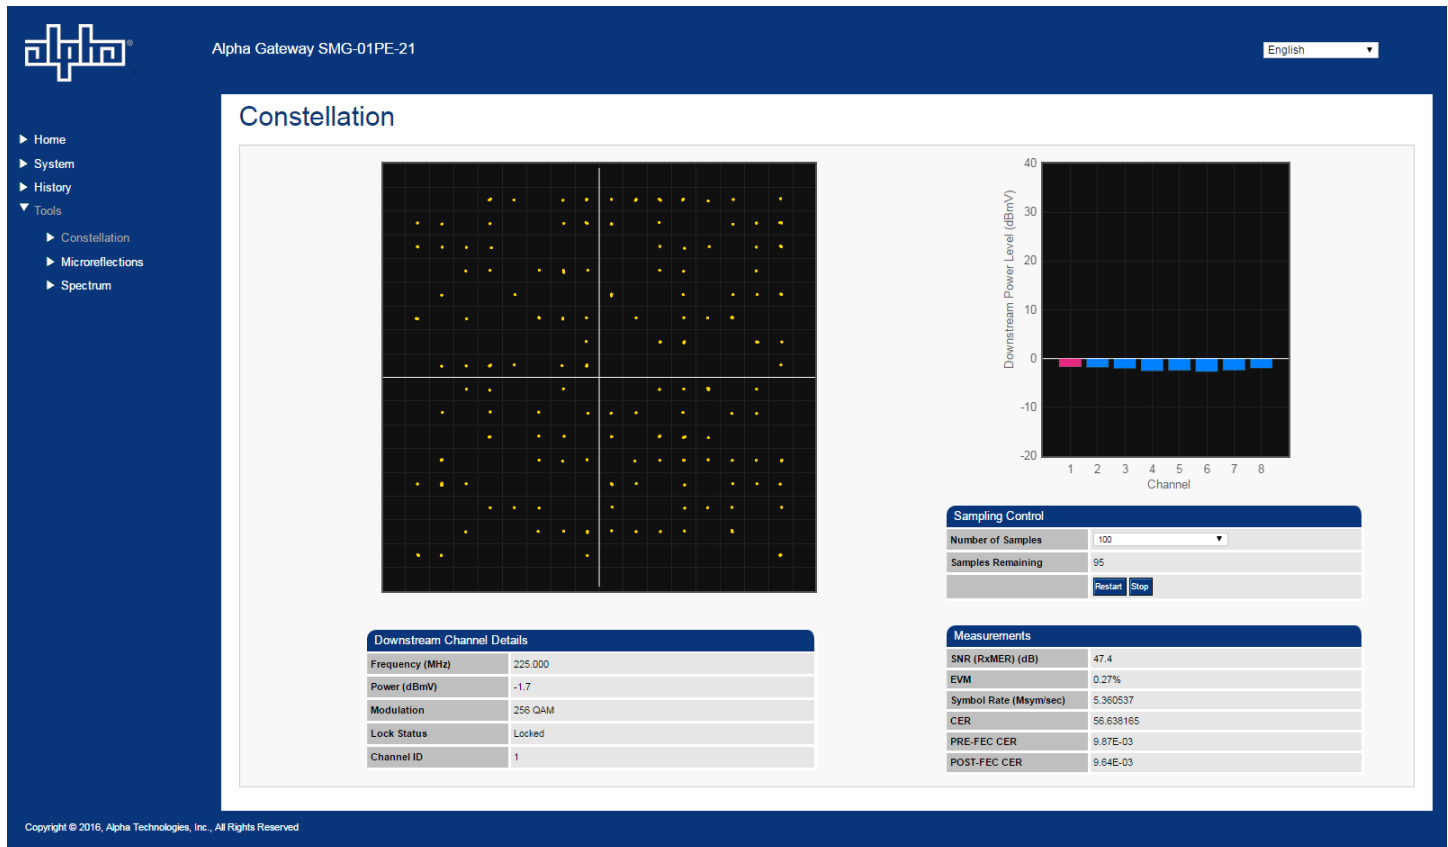 alpha®
Alpha Gateway SMG-01PE-21
English
Home
System
History
Tools
Constellation
Microreflections
Spectrum
Constellation
40
30
20
10
0
-10
-20
Downstream Power Level (dBmV)
1 2 3 4 5 6 7 8
Channel
Sampling Control
Number of Samples 100
Samples Remaining 95
Restart Stop
Downstream Channel Details
Frequency (MHz) 225.000
Power (dBmV) -1.7
Modulation 256 QAM
Lock Status Locked
Channel ID 1
Measurements
SNR (RxMER) (dB) 47.4
EVM 0.27%
Symbol Rate (Msym/sec) 5.360537
CER 56.638165
PRE-FEC CER 9.87E-03
POST-FEC CER 9.64E-03
Copyright © 2016, Alpha Technologies, Inc., All Rights Reserved